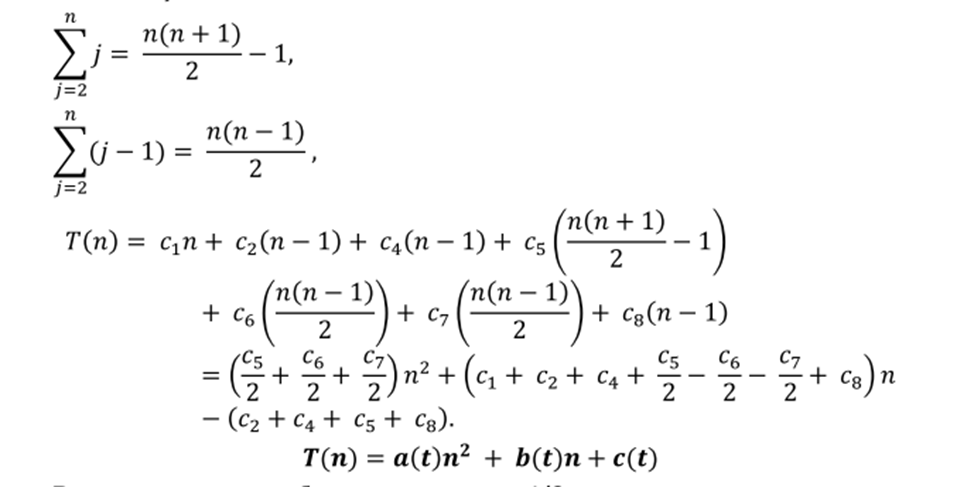 ∑_{j=2}^{n} j = n(n + 1)/2 − 1,
∑_{j=2}^{n} (j − 1) = n(n − 1)/2,
T(n) = c₁n + c₂(n − 1) + c₄(n − 1) + c₅(n(n + 1)/2 − 1)
+ c₆(n(n − 1)/2) + c₇(n(n − 1)/2) + c₈(n − 1)
= (c₅/2 + c₆/2 + c₇/2) n² + (c₁ + c₂ + c₄ + c₅/2 − c₆/2 − c₇/2 + c₈) n
− (c₂ + c₄ + c₅ + c₈).
T(n) = a(t)n² + b(t)n + c(t)